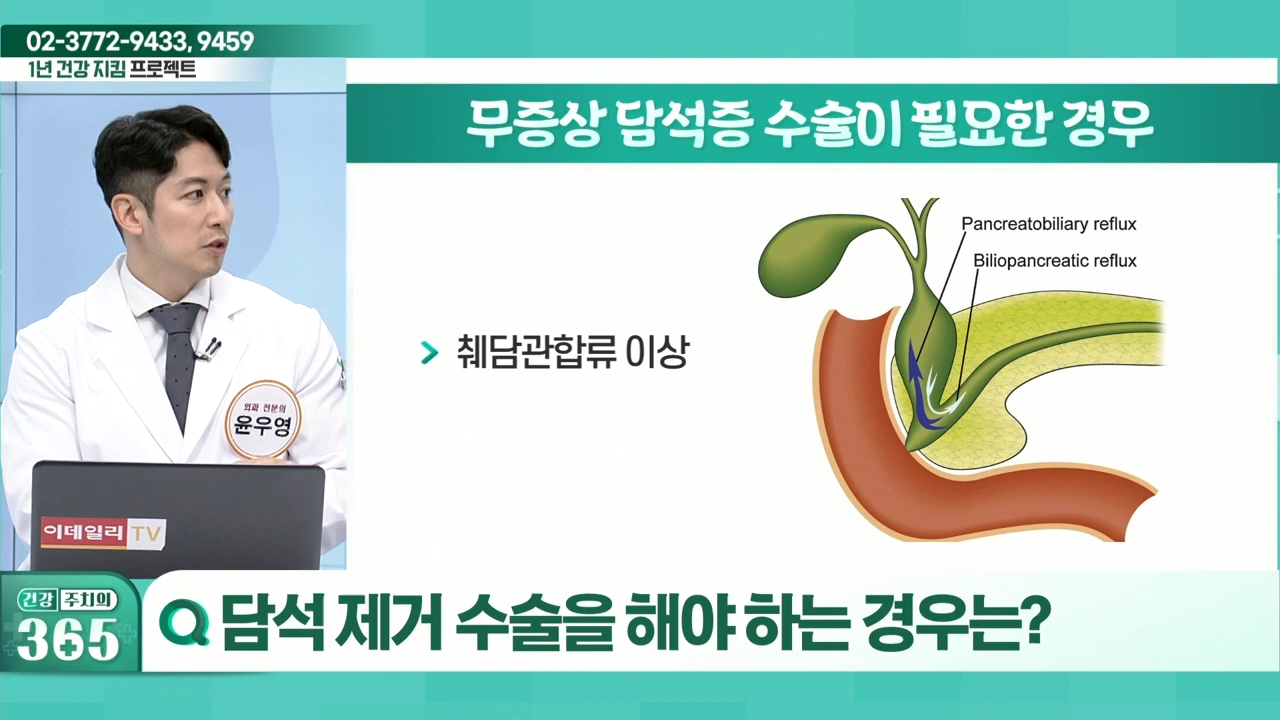 02-3772-9433, 9459
1년 건강 지킴 프로젝트
무증상 담석증 수술이 필요한 경우
Pancreatobiliary reflux
Biliopancreatic reflux
췌담관합류 이상
외과 전문의
윤우영
이데일리 TV
건강 주치의
365
Q 담석 제거 수술을 해야 하는 경우는?